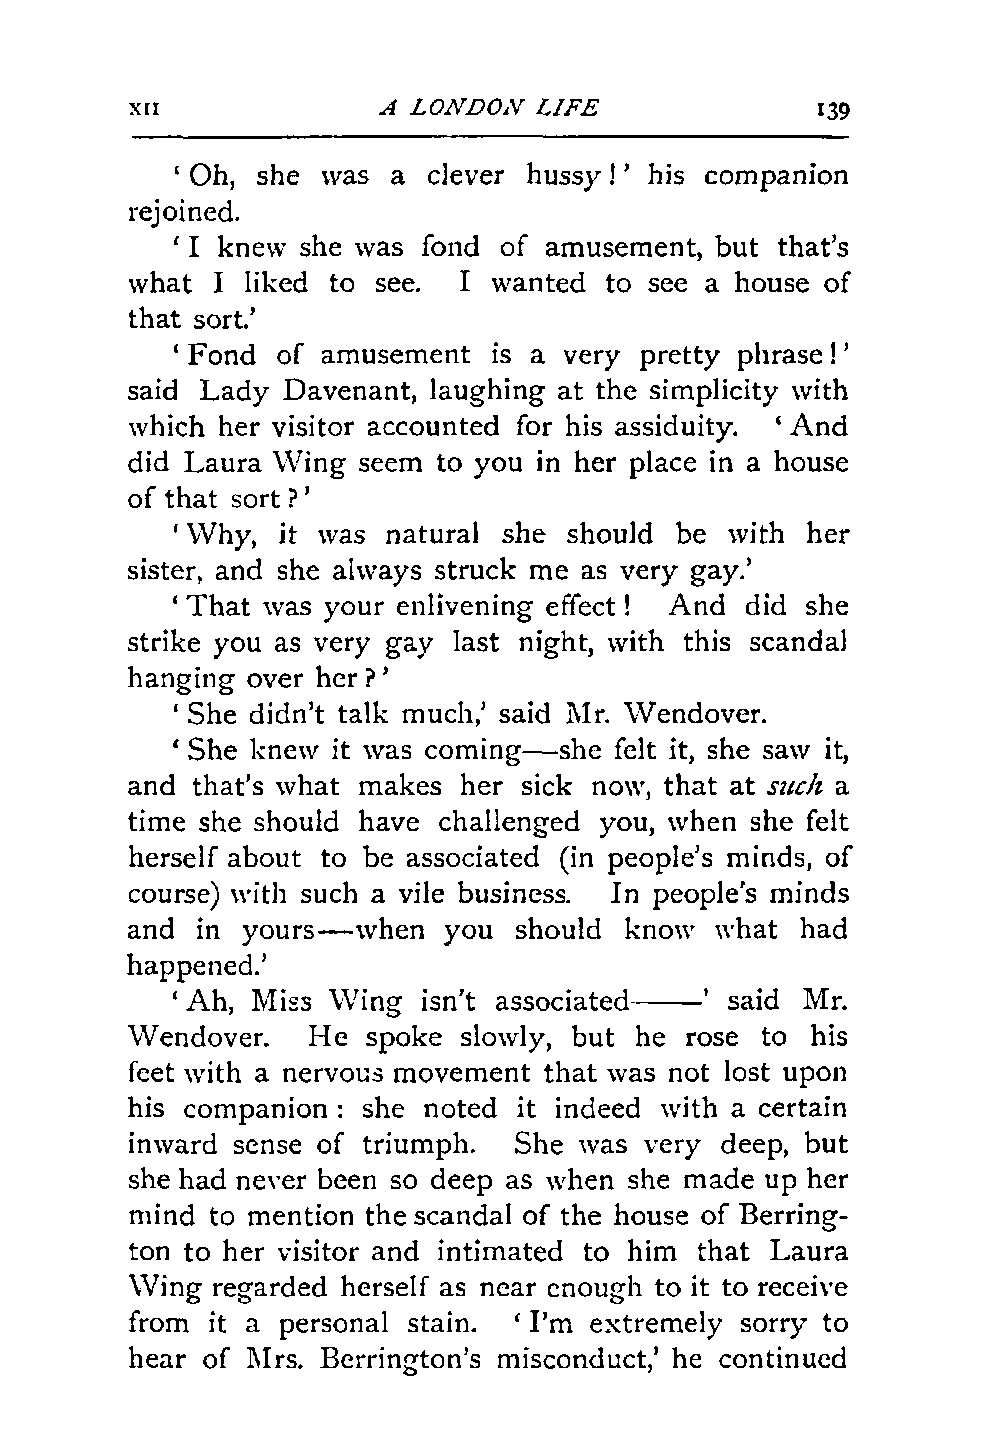 XII A LONDON LIFE 139
‘Oh, she was a clever hussy!’ his companion
rejoined.
‘I knew she was fond of amusement, but that’s
what I liked to see. I wanted to see a house of
that sort.’
‘Fond of amusement is a very pretty phrase!’
said Lady Davenant, laughing at the simplicity with
which her visitor accounted for his assiduity. ‘And
did Laura Wing seem to you in her place in a house
of that sort?’
‘Why, it was natural she should be with her
sister, and she always struck me as very gay.’
‘That was your enlivening effect! And did she
strike you as very gay last night, with this scandal
hanging over her?’
‘She didn’t talk much,’ said Mr. Wendover.
‘She knew it was coming—she felt it, she saw it,
and that’s what makes her sick now, that at such a
time she should have challenged you, when she felt
herself about to be associated (in people’s minds, of
course) with such a vile business. In people’s minds
and in yours—when you should know what had
happened.’
‘Ah, Miss Wing isn’t associated——’ said Mr.
Wendover. He spoke slowly, but he rose to his
feet with a nervous movement that was not lost upon
his companion: she noted it indeed with a certain
inward sense of triumph. She was very deep, but
she had never been so deep as when she made up her
mind to mention the scandal of the house of Berring-
ton to her visitor and intimated to him that Laura
Wing regarded herself as near enough to it to receive
from it a personal stain. ‘I’m extremely sorry to
hear of Mrs. Berrington’s misconduct,’ he continued